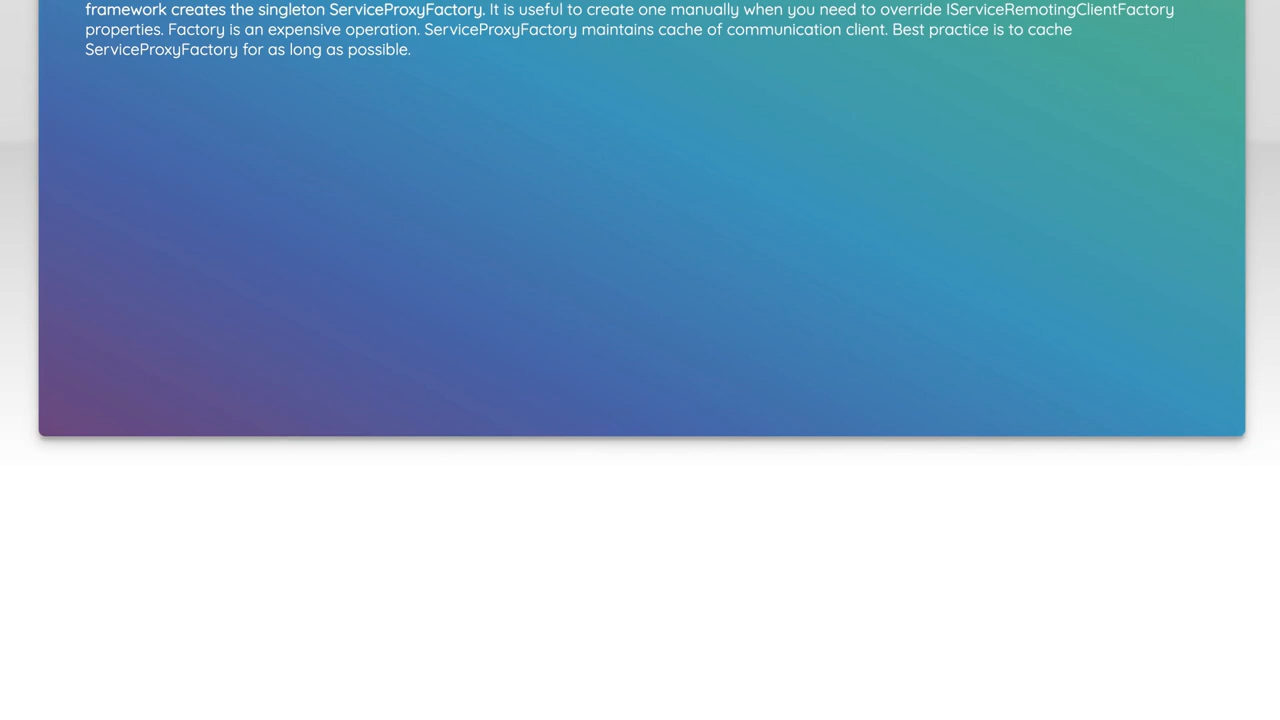 framework creates the singleton ServiceProxyFactory. It is useful to create one manually when you need to override IServiceRemotingClientFactory
properties. Factory is an expensive operation. ServiceProxyFactory maintains cache of communication client. Best practice is to cache
ServiceProxyFactory for as long as possible.